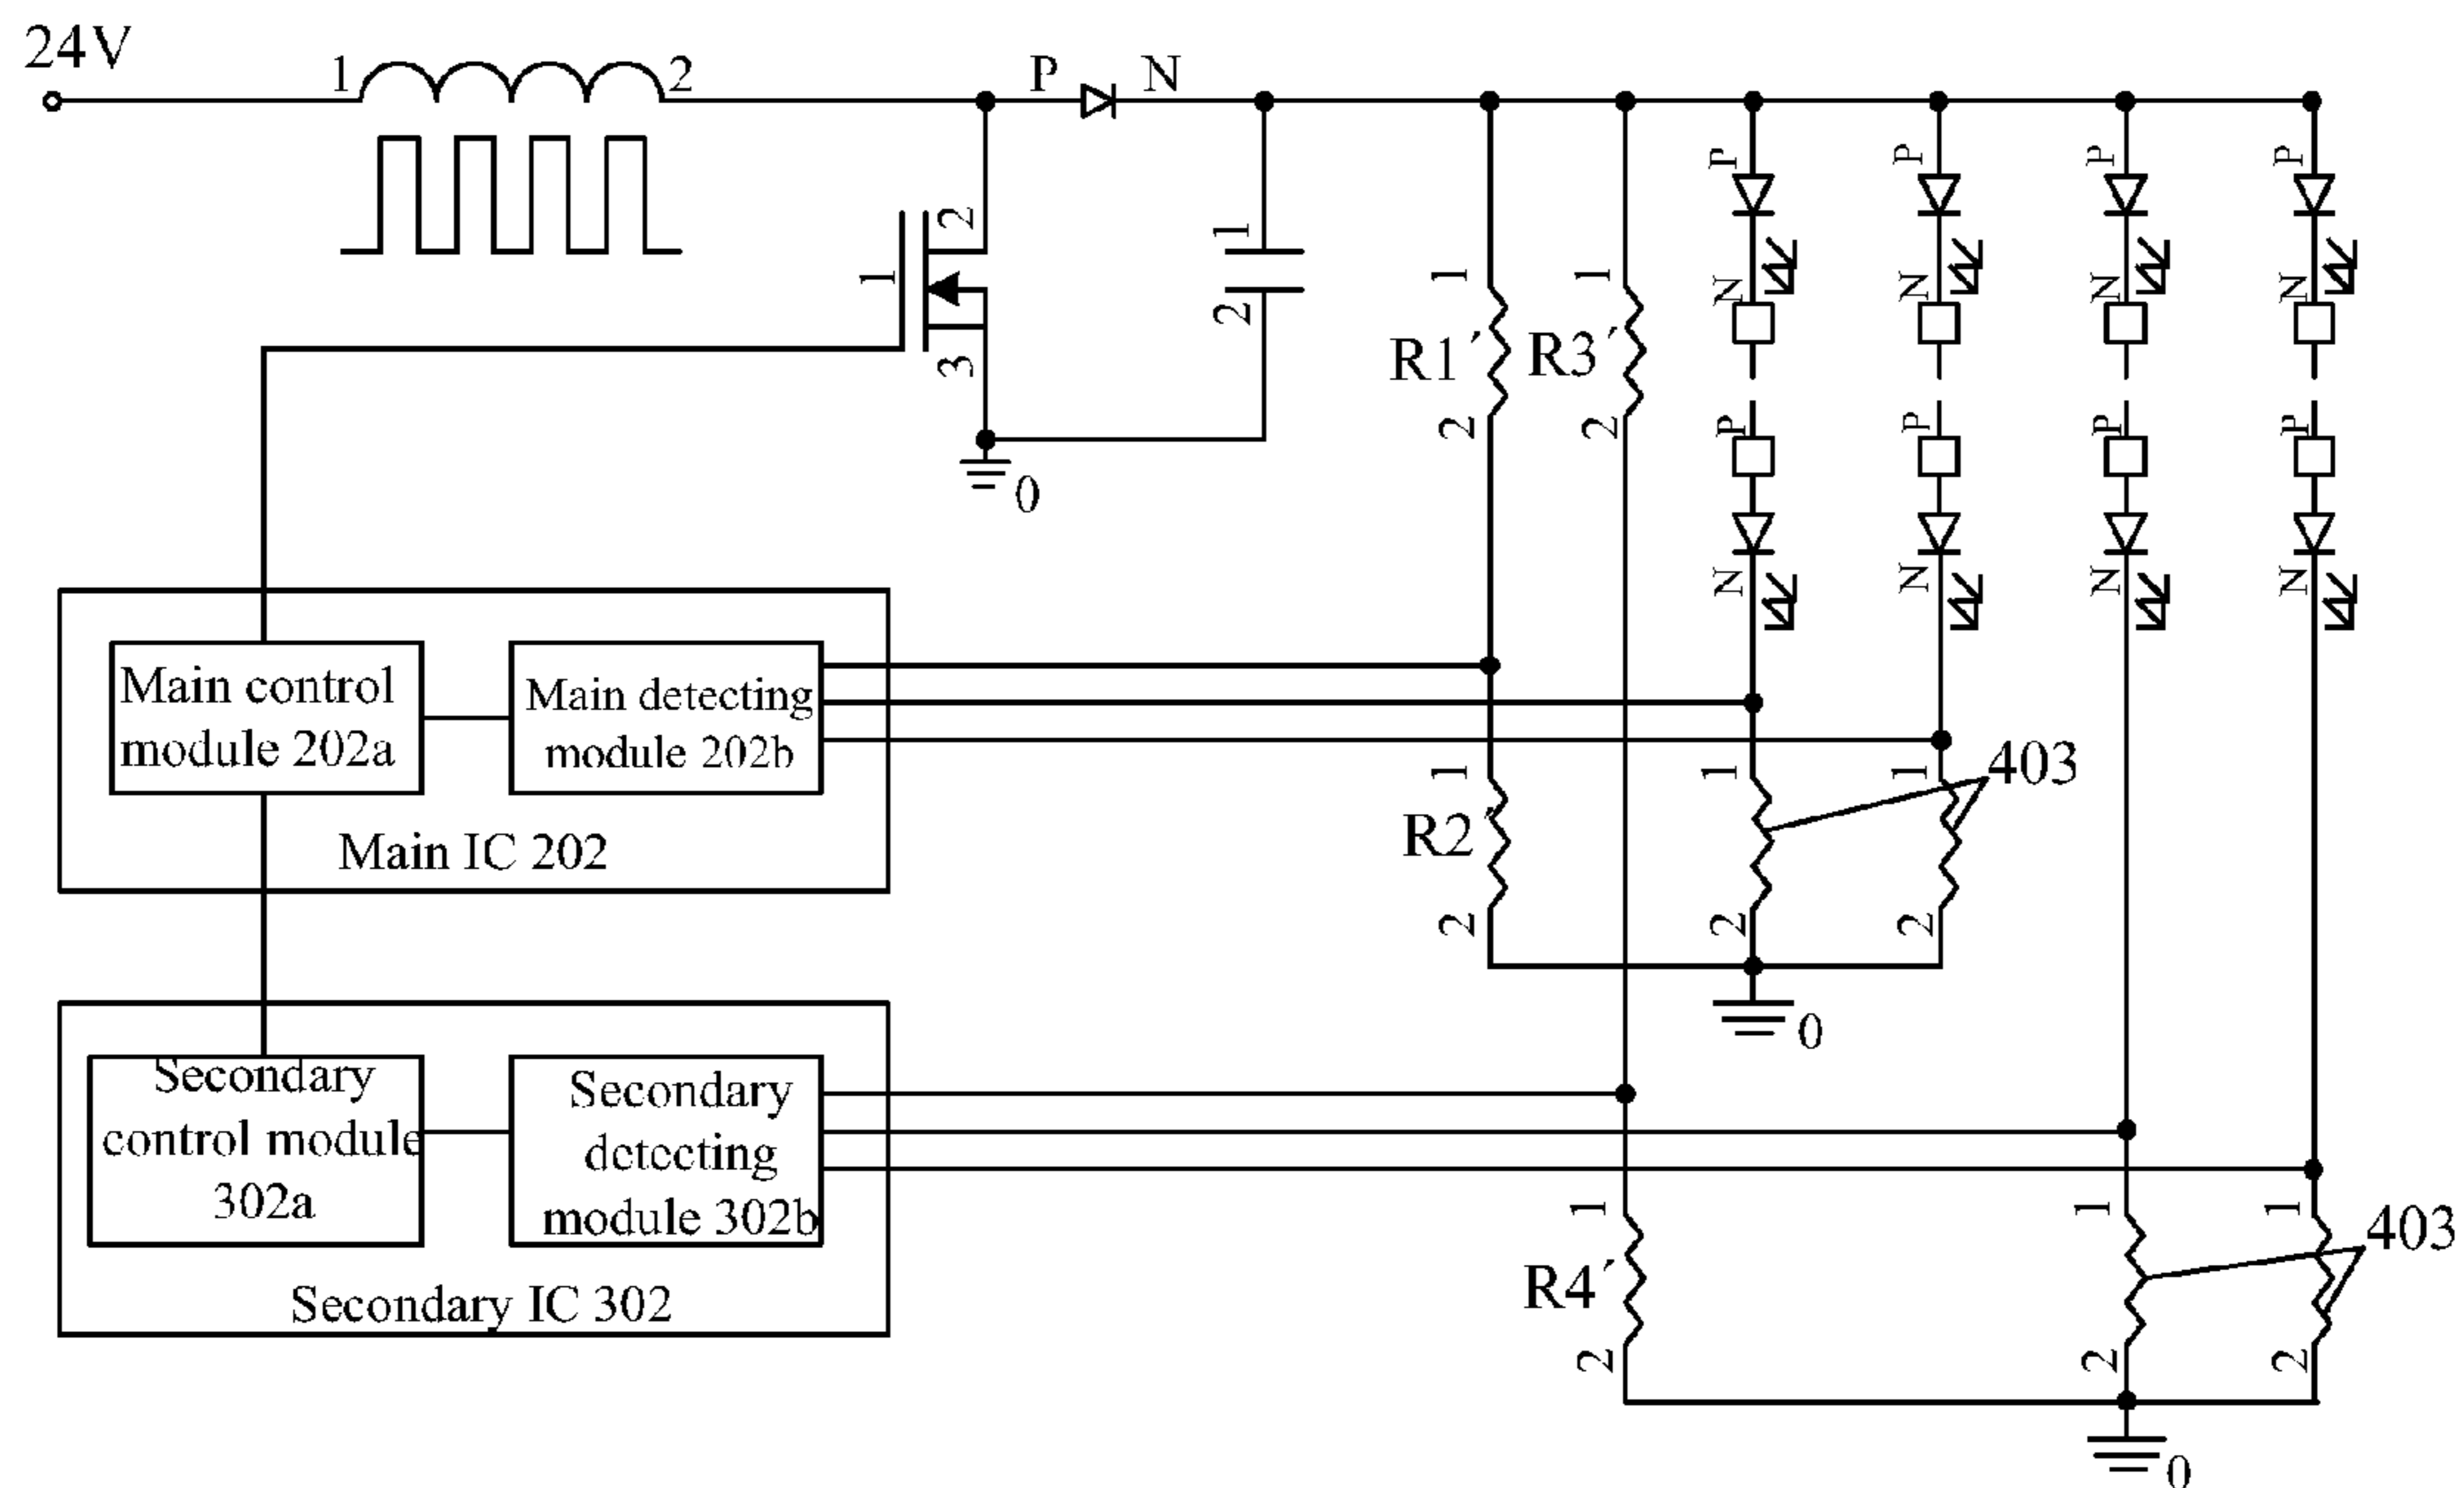 24V
1
2
P
N
P
P
P
P
2
1
1
1
1
N
N
N
N
2
R1´
R3´
3
2
2
P
P
P
P
0
N
N
N
N
Main control
module 202a
Main detecting
module 202b
403
1
1
1
R2´
Main IC 202
2
2
2
0
Secondary
control module
302a
Secondary
detecting
module 302b
1
1
1
403
R4´
Secondary IC 302
2
2
2
0